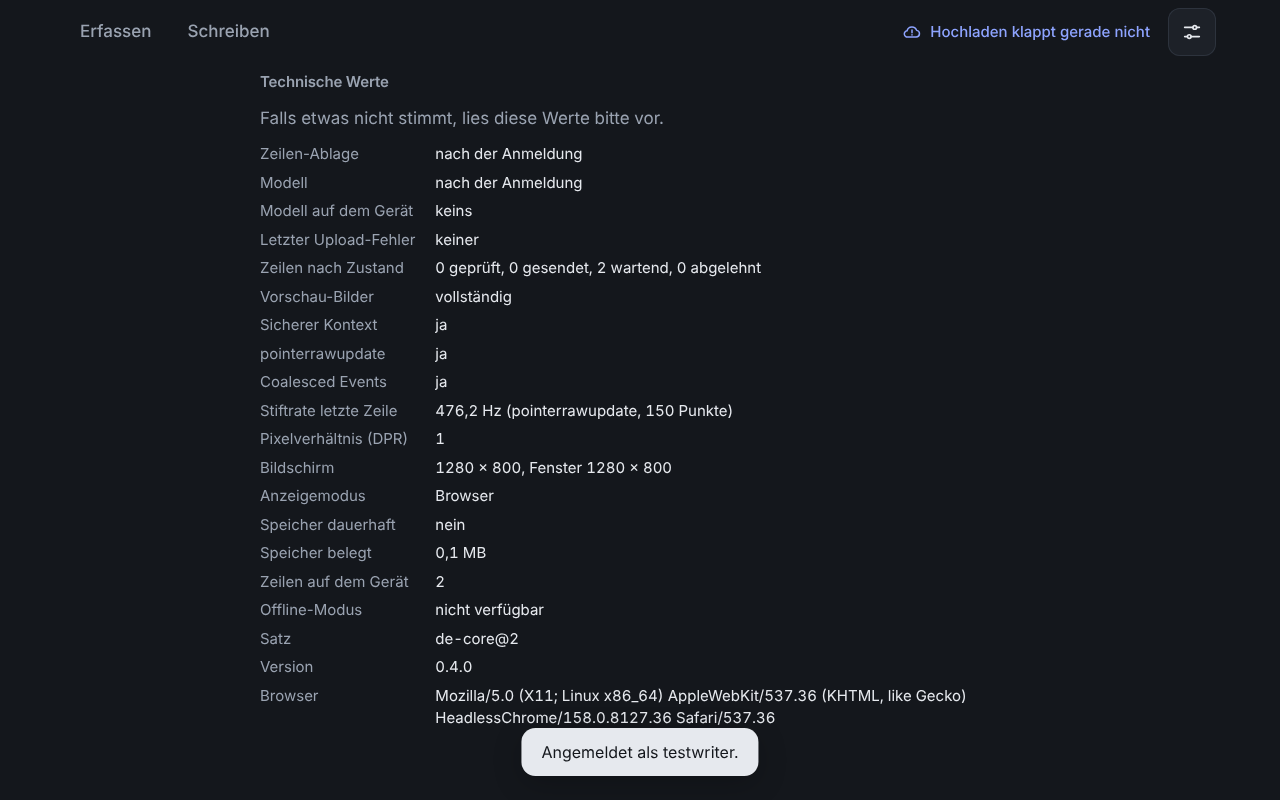 Erfassen Schreiben Hochladen klappt gerade nicht
Technische Werte
Falls etwas nicht stimmt, lies diese Werte bitte vor.
Zeilen-Ablage nach der Anmeldung
Modell nach der Anmeldung
Modell auf dem Gerät keins
Letzter Upload-Fehler keiner
Zeilen nach Zustand 0 geprüft, 0 gesendet, 2 wartend, 0 abgelehnt
Vorschau-Bilder vollständig
Sicherer Kontext ja
pointerrawupdate ja
Coalesced Events ja
Stiftrate letzte Zeile 476,2 Hz (pointerrawupdate, 150 Punkte)
Pixelverhältnis (DPR) 1
Bildschirm 1280 × 800, Fenster 1280 × 800
Anzeigemodus Browser
Speicher dauerhaft nein
Speicher belegt 0,1 MB
Zeilen auf dem Gerät 2
Offline-Modus nicht verfügbar
Satz de-core@2
Version 0.4.0
Browser Mozilla/5.0 (X11; Linux x86_64) AppleWebKit/537.36 (KHTML, like Gecko)
HeadlessChrome/158.0.8127.36 Safari/537.36
Angemeldet als testwriter.